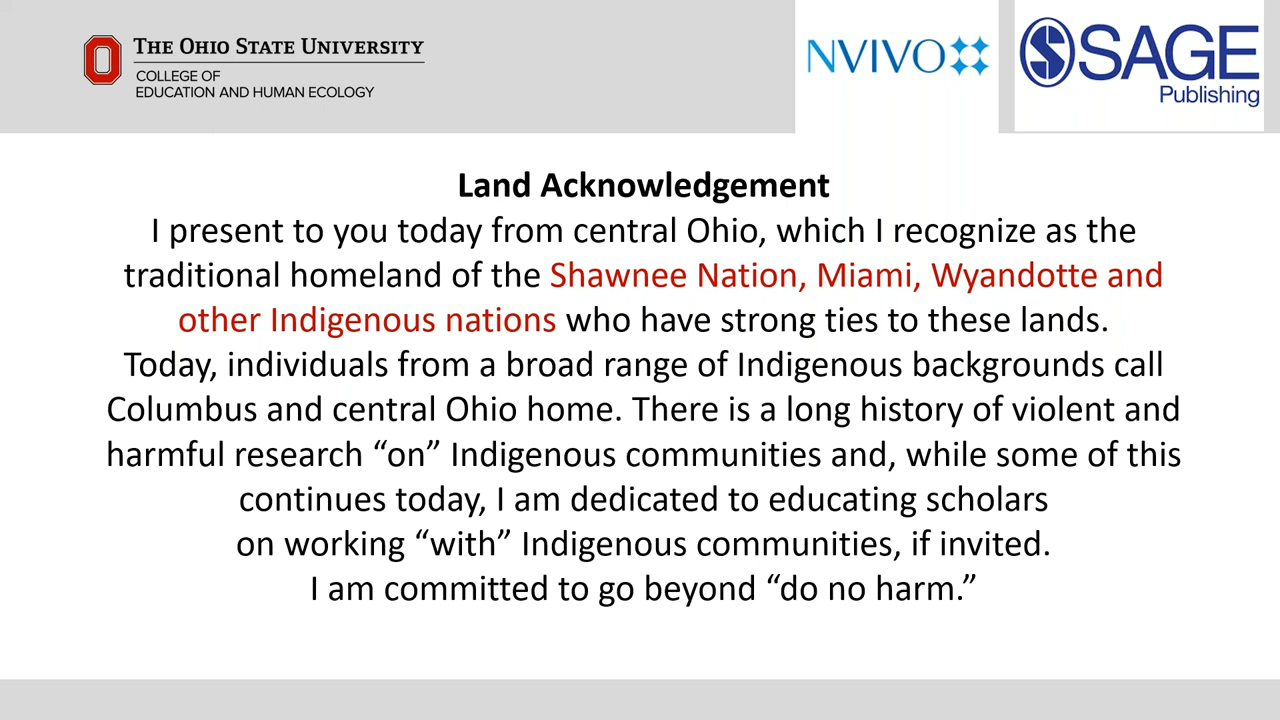 THE OHIO STATE UNIVERSITY
COLLEGE OF
EDUCATION AND HUMAN ECOLOGY
NVIVO
SAGE
Publishing
Land Acknowledgement
I present to you today from central Ohio, which I recognize as the
traditional homeland of the Shawnee Nation, Miami, Wyandotte and
other Indigenous nations who have strong ties to these lands.
Today, individuals from a broad range of Indigenous backgrounds call
Columbus and central Ohio home. There is a long history of violent and
harmful research “on” Indigenous communities and, while some of this
continues today, I am dedicated to educating scholars
on working “with” Indigenous communities, if invited.
I am committed to go beyond “do no harm.”